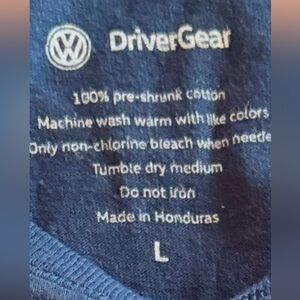 VW DriverGear
100% pre-shrunk cotton
Machine wash warm with like colors
Only non-chlorine bleach when neede
Tumble dry medium
Do not iron
Made in Honduras
L